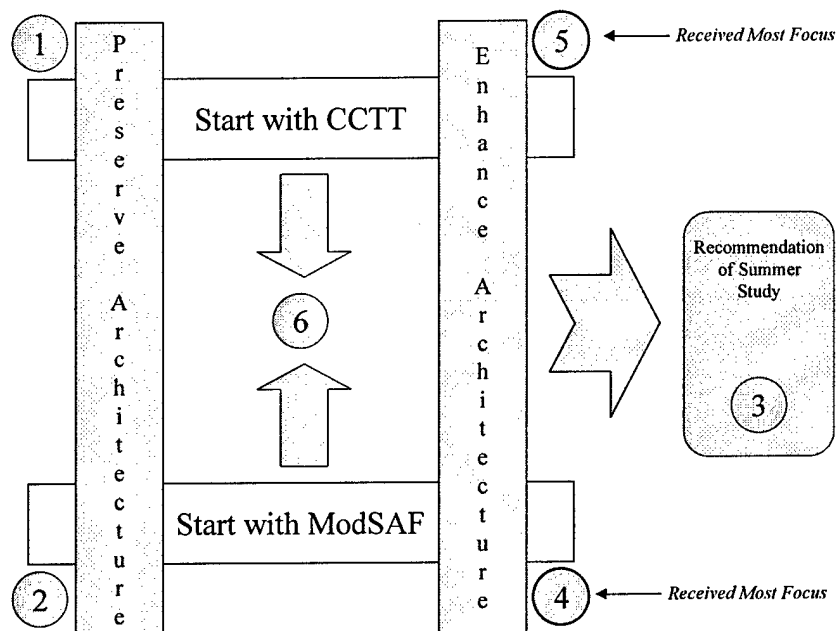 1
Preserve Architecture
Enhance Architecture
5
Received Most Focus
Start with CCTT
6
Recommendation
of Summer
Study
3
Start with ModSAF
2
4
Received Most Focus